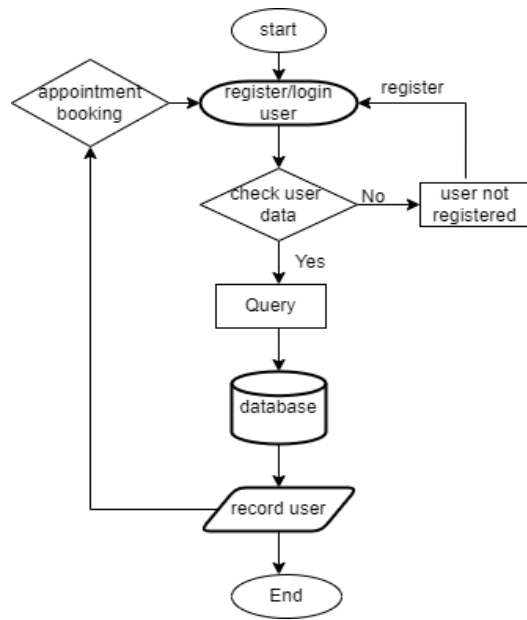 start
appointment
booking
register/login
user
register
check user
data
No
user not
registered
Yes
Query
database
record user
End